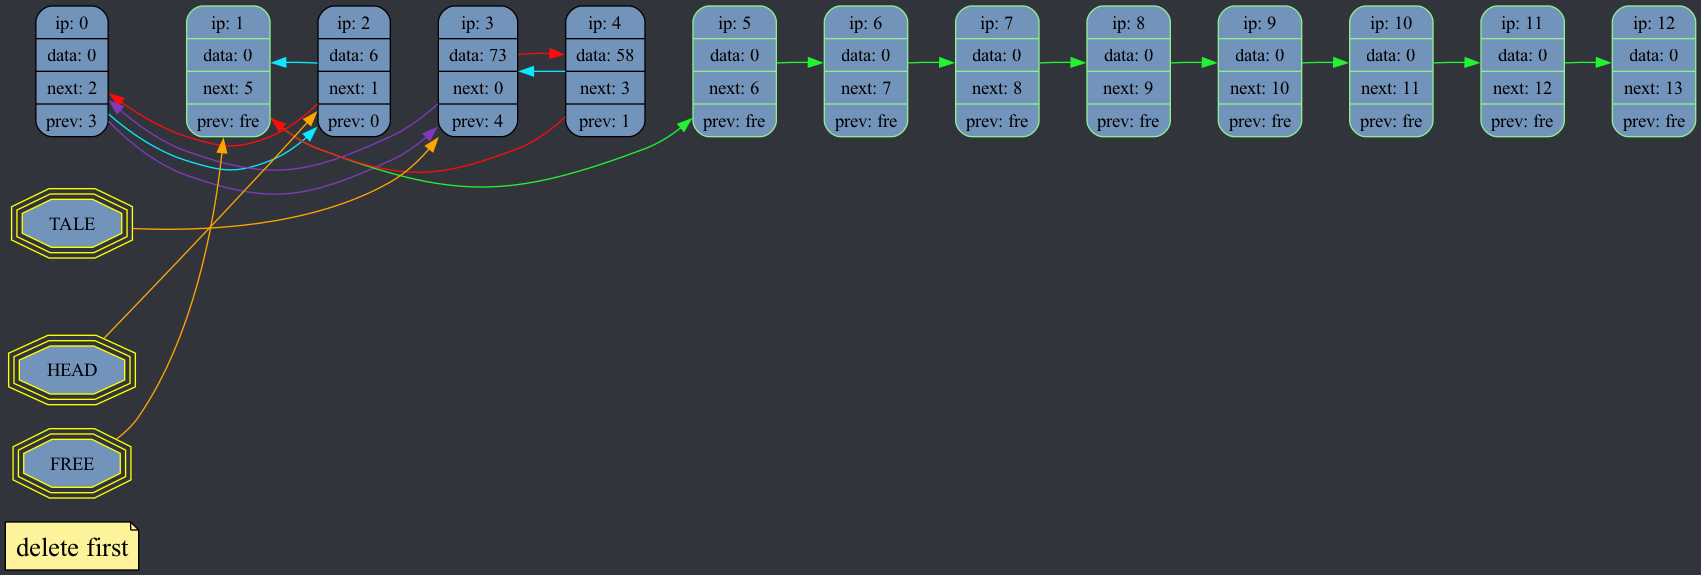 ip: 0
data: 0
next: 2
prev: 3
ip: 1
data: 0
next: 5
prev: fre
ip: 2
data: 6
next: 1
prev: 0
ip: 3
data: 73
next: 0
prev: 4
ip: 4
data: 58
next: 3
prev: 1
ip: 5
data: 0
next: 6
prev: fre
ip: 6
data: 0
next: 7
prev: fre
ip: 7
data: 0
next: 8
prev: fre
ip: 8
data: 0
next: 9
prev: fre
ip: 9
data: 0
next: 10
prev: fre
ip: 10
data: 0
next: 11
prev: fre
ip: 11
data: 0
next: 12
prev: fre
ip: 12
data: 0
next: 13
prev: fre
TALE
HEAD
FREE
delete first